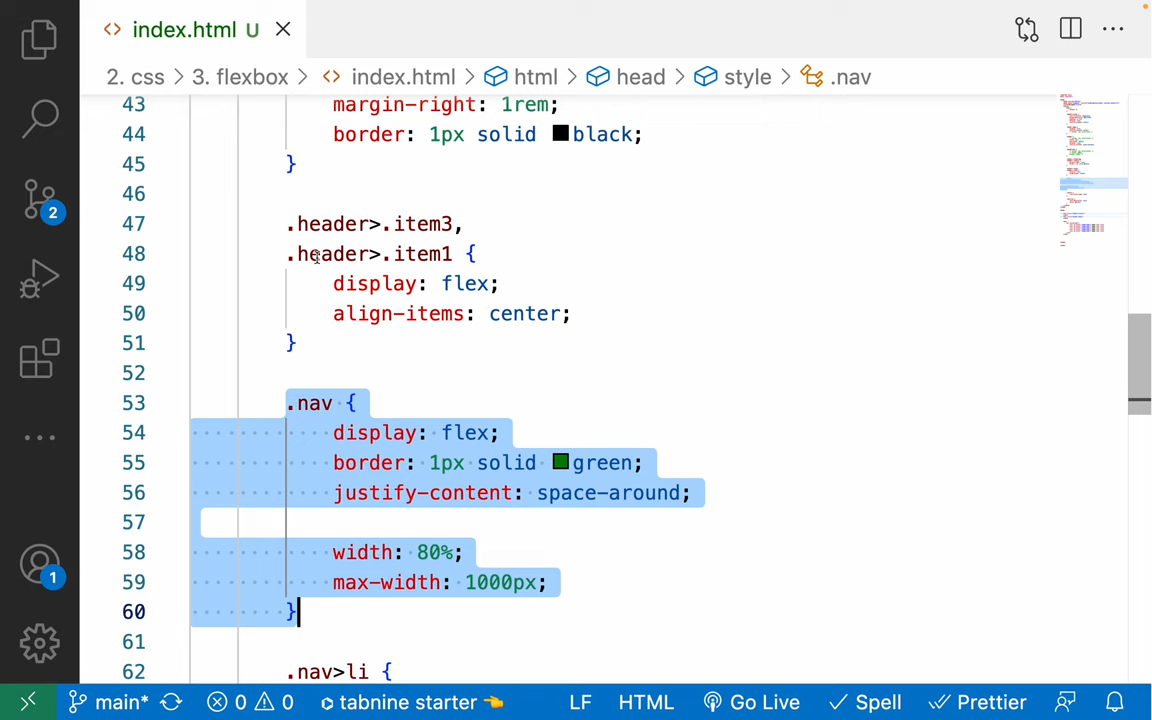 index.html U
2. css > 3. flexbox > index.html > html > head > style > .nav
43 margin-right: 1rem;
44 border: 1px solid black;
45 }
46
47 .header>.item3,
48 .header>.item1 {
49 display: flex;
50 align-items: center;
51 }
52
53 .nav {
54 display: flex;
55 border: 1px solid green;
56 justify-content: space-around;
57
58 width: 80%;
59 max-width: 1000px;
60 }
61
62 .nav>li {
2
1
main* 0 0 tabnine starter LF HTML Go Live Spell Prettier